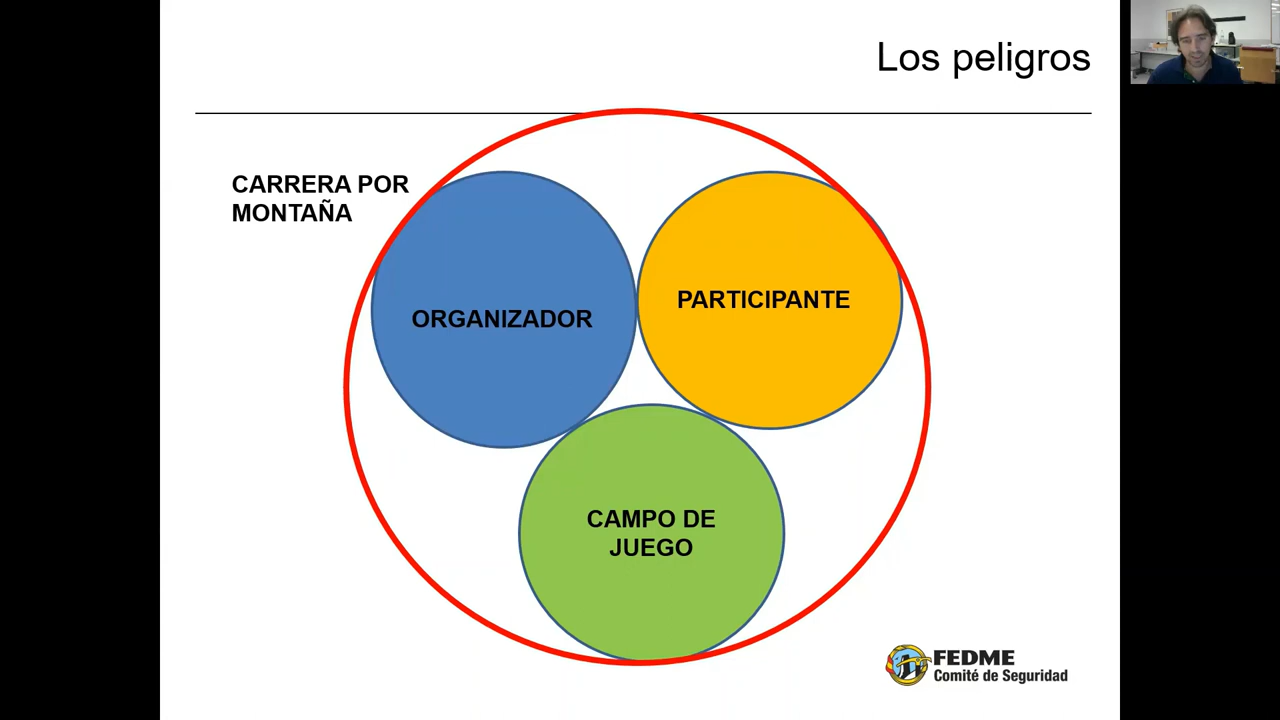 Los peligros
CARRERA POR
MONTAÑA
ORGANIZADOR
PARTICIPANTE
CAMPO DE
JUEGO
FEDME
Comité de Seguridad